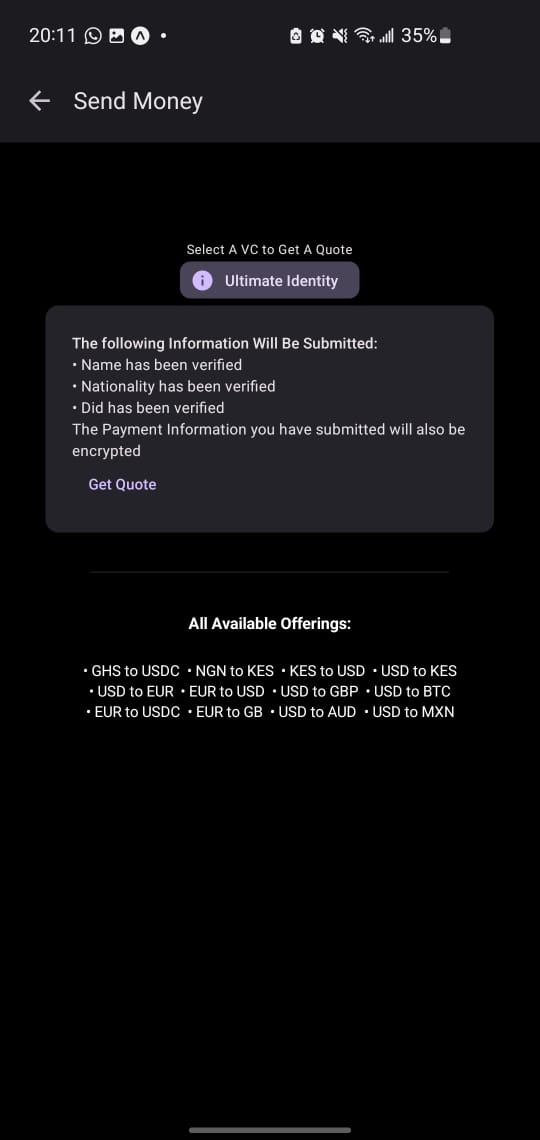 20:11 35%
Send Money
Select A VC to Get A Quote
Ultimate Identity
The following Information Will Be Submitted:
• Name has been verified
• Nationality has been verified
• Did has been verified
The Payment Information you have submitted will also be
encrypted
Get Quote
All Available Offerings:
• GHS to USDC • NGN to KES • KES to USD • USD to KES
• USD to EUR • EUR to USD • USD to GBP • USD to BTC
• EUR to USDC • EUR to GB • USD to AUD • USD to MXN